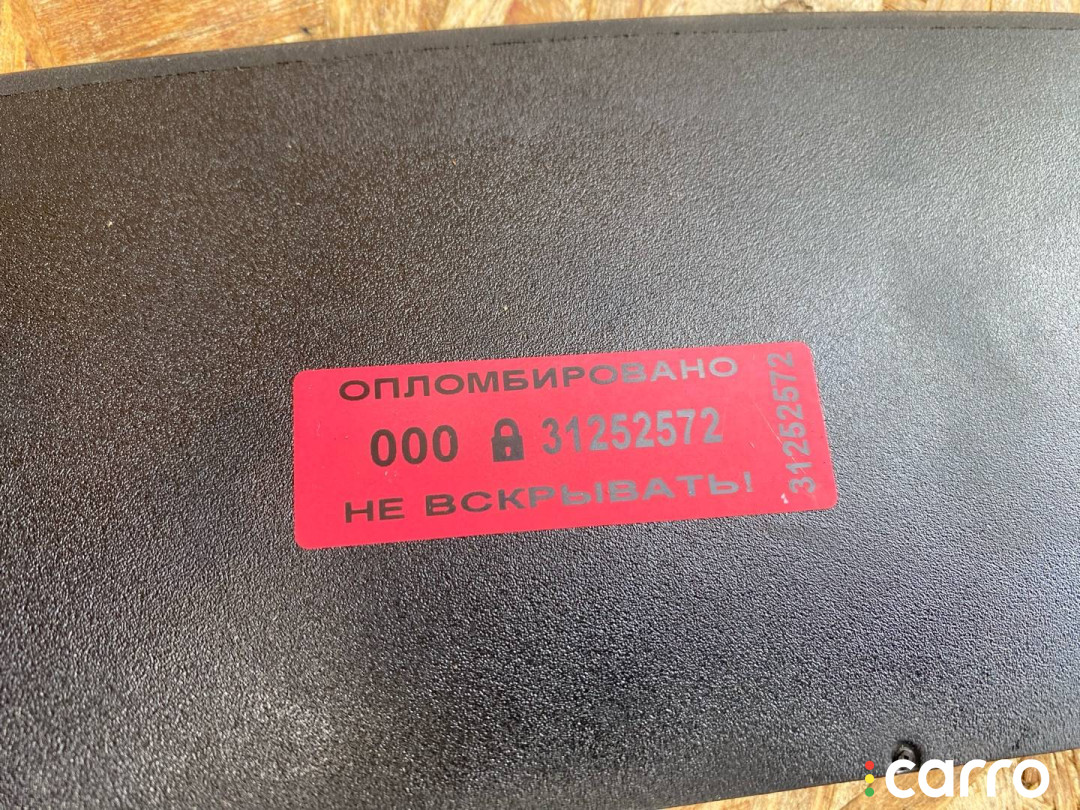 ОПЛОМБИРОВАНО
000 31252572
НЕ ВСКРЫВАТЬ!
31252572
carro